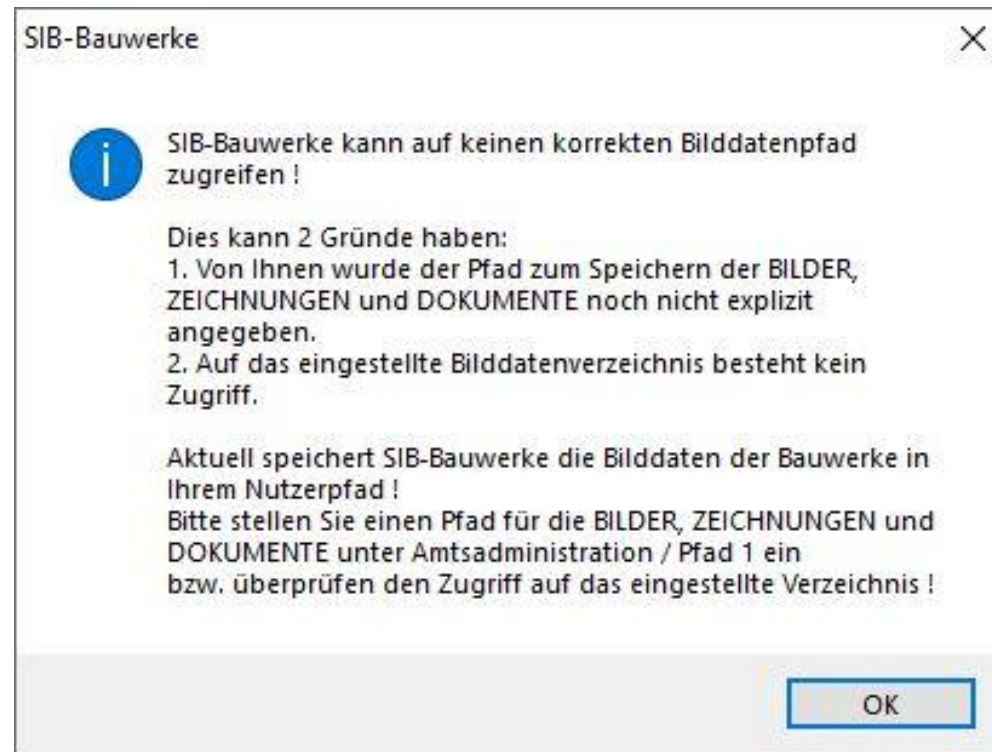 SIB-Bauwerke
SIB-Bauwerke kann auf keinen korrekten Bilddatenpfad
zugreifen !
Dies kann 2 Gründe haben:
1. Von Ihnen wurde der Pfad zum Speichern der BILDER,
ZEICHNUNGEN und DOKUMENTE noch nicht explizit
angegeben.
2. Auf das eingestellte Bilddatenverzeichnis besteht kein
Zugriff.
Aktuell speichert SIB-Bauwerke die Bilddaten der Bauwerke in
Ihrem Nutzerpfad !
Bitte stellen Sie einen Pfad für die BILDER, ZEICHNUNGEN und
DOKUMENTE unter Amtsadministration / Pfad 1 ein
bzw. überprüfen den Zugriff auf das eingestellte Verzeichnis !
OK